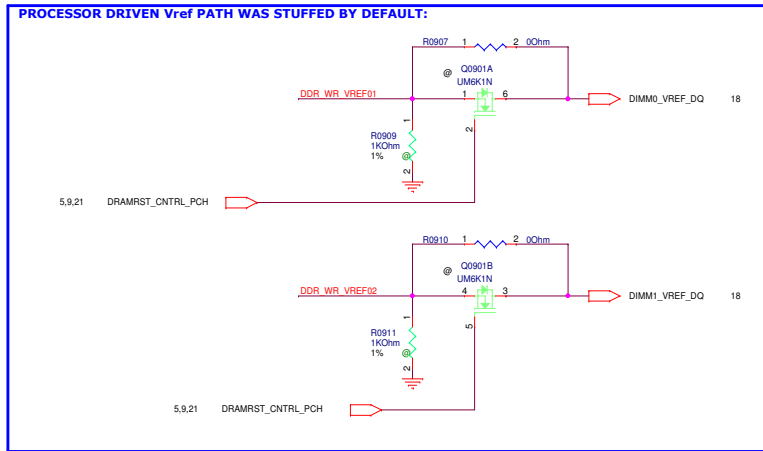 PROCESSOR DRIVEN Vref PATH WAS STUFFED BY DEFAULT:
R0907 1 2 0Ohm
@ Q0901A
UM6K1N
DDR_WR_VREF01 1 6 DIMM0_VREF_DQ 18
1 2
R0909
1KOhm
1% @
2
5,9,21 DRAMRST_CNTRL_PCH
R0910 1 2 0Ohm
@ Q0901B
UM6K1N
DDR_WR_VREF02 4 3 DIMM1_VREF_DQ 18
1 5
R0911
1KOhm
1% @
2
5,9,21 DRAMRST_CNTRL_PCH